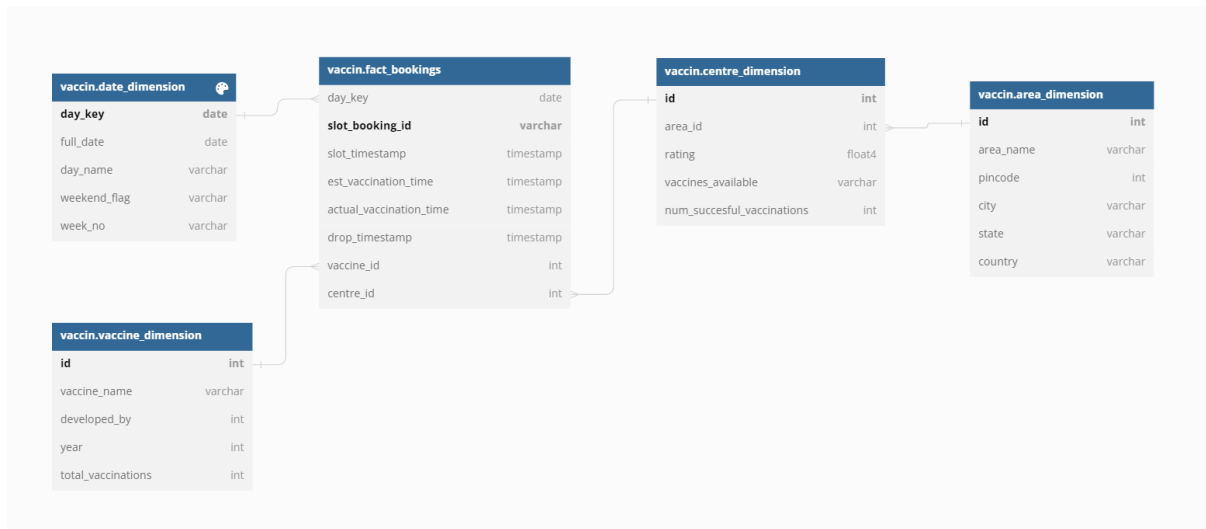 vaccin.date_dimension
day_key date
full_date date
day_name varchar
weekend_flag varchar
week_no varchar
vaccin.fact_bookings
day_key date
slot_booking_id varchar
slot_timestamp timestamp
est_vaccination_time timestamp
actual_vaccination_time timestamp
drop_timestamp timestamp
vaccine_id int
centre_id int
vaccin.centre_dimension
id int
area_id int
rating float4
vaccines_available varchar
num_succesful_vaccinations int
vaccin.area_dimension
id int
area_name varchar
pincode int
city varchar
state varchar
country varchar
vaccin.vaccine_dimension
id int
vaccine_name varchar
developed_by int
year int
total_vaccinations int